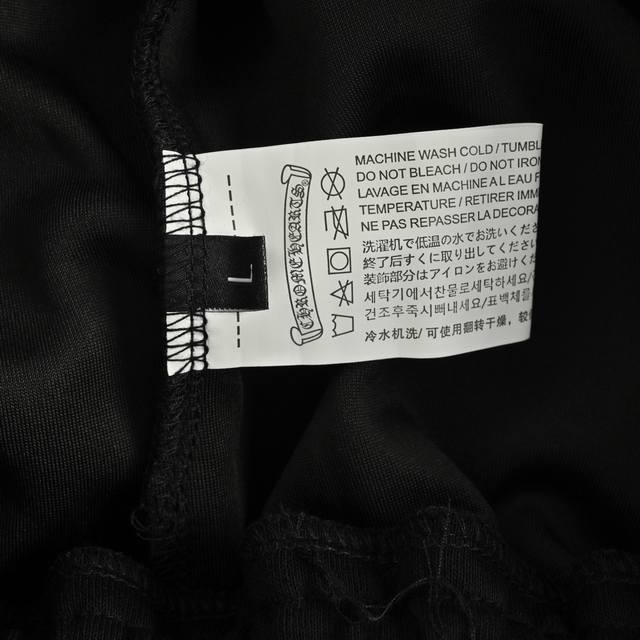 MACHINE WASH COLD / TUMBL
DO NOT BLEACH / DO NOT IRO
LAVAGE EN MACHINE A L'EAU F
TEMPERATURE / RETIRER IMM
NE PAS REPASSER LA DECORA
洗濯机で低温の水でお洗いくだ
終了后すぐに取り出してくださ
装飾部分はアイロンをお避けくだ
세탁기에서찬물로세탁하세요/
건조후즉시빼내세요/표백제를
冷水机洗/可使用翻转干燥,
CHROME HEARTS
L